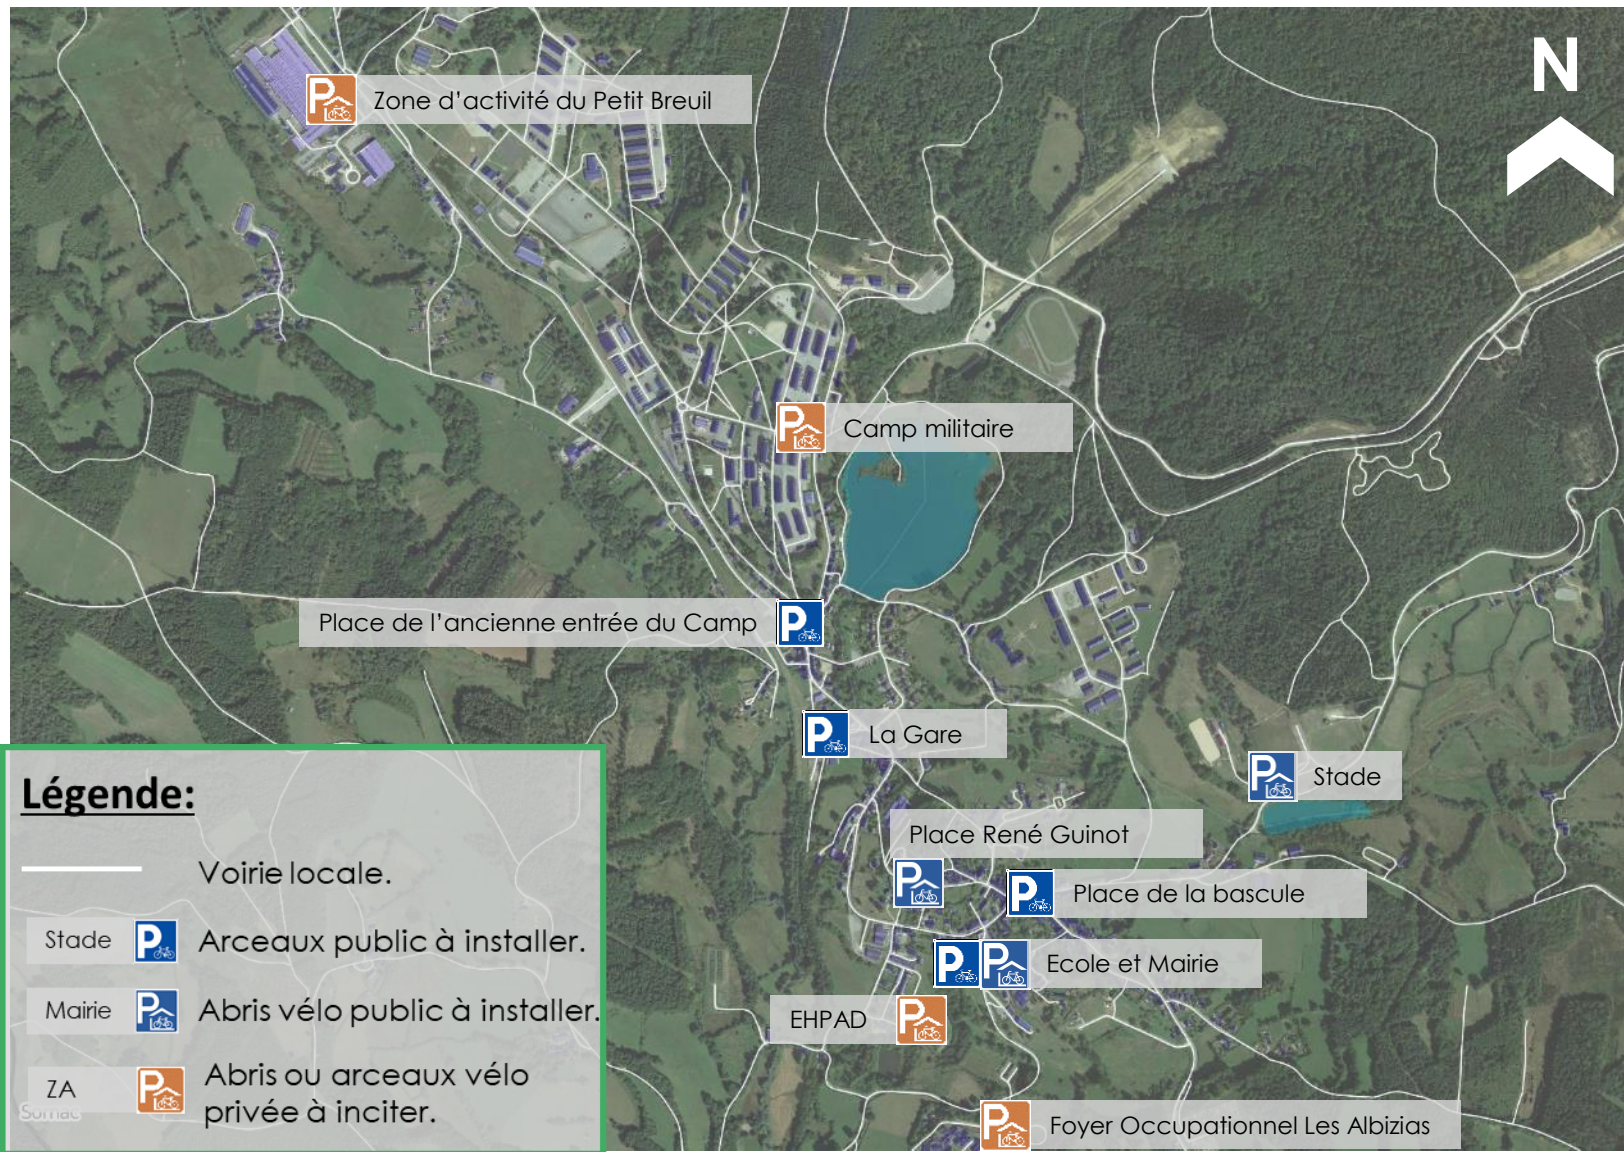 N
P
Zone d'activité du Petit Breuil
P
Camp militaire
Place de l'ancienne entrée du Camp
P
P
La Gare
P
Stade
Place René Guinot
P
P
Place de la bascule
P
P
Ecole et Mairie
EHPAD
P
P
Foyer Occupationnel Les Albizias
Légende:
Voirie locale.
Stade
P
Arceaux public à installer.
Mairie
P
Abris vélo public à installer.
ZA
P
Abris ou arceaux vélo
privée à inciter.
Sornac